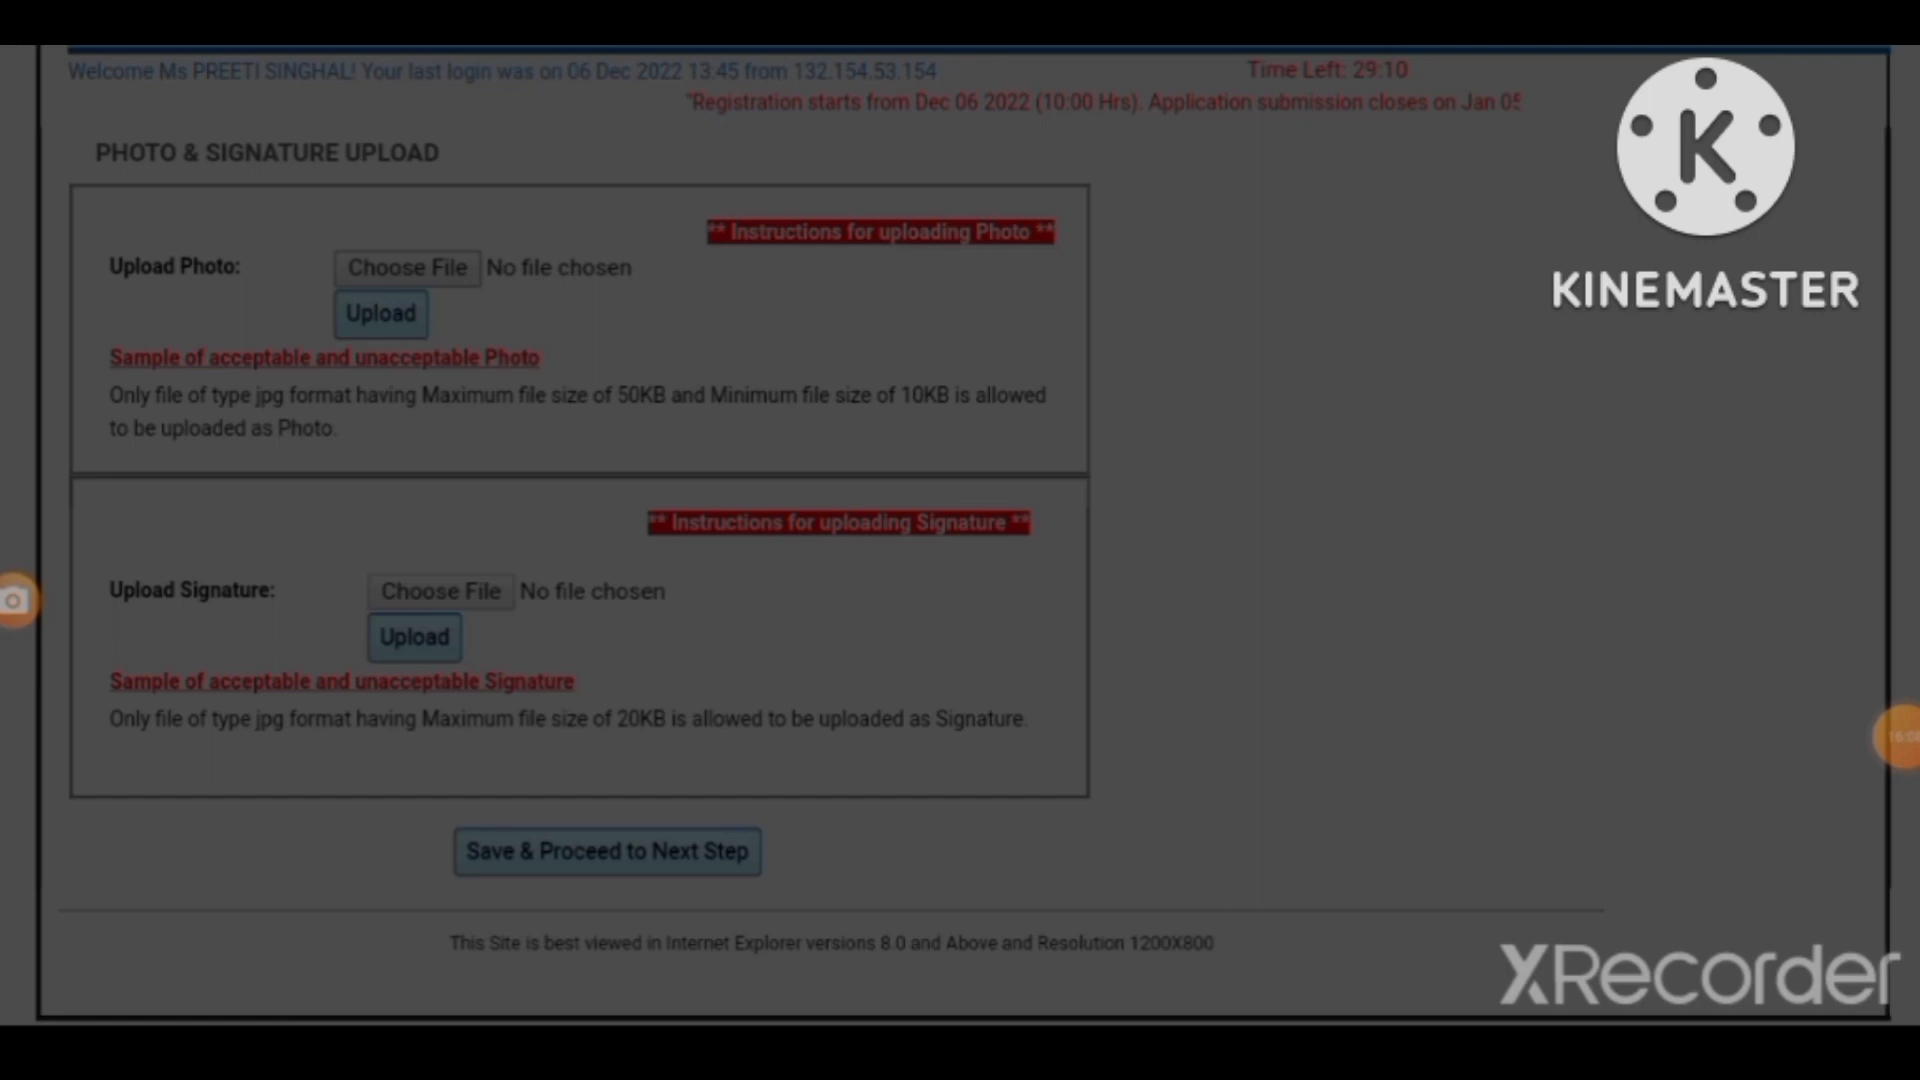 Welcome Ms PREETI SINGHAL! Your last login was on 06 Dec 2022 13:45 from 132.154.53.154
Time Left: 29:10
"Registration starts from Dec 06 2022 (10:00 Hrs). Application submission closes on Jan 05
K
KINEMASTER
PHOTO & SIGNATURE UPLOAD
** Instructions for uploading Photo **
Upload Photo: Choose File No file chosen
Upload
Sample of acceptable and unacceptable Photo
Only file of type jpg format having Maximum file size of 50KB and Minimum file size of 10KB is allowed
to be uploaded as Photo.
** Instructions for uploading Signature **
Upload Signature: Choose File No file chosen
Upload
Sample of acceptable and unacceptable Signature
Only file of type jpg format having Maximum file size of 20KB is allowed to be uploaded as Signature.
Save & Proceed to Next Step
This Site is best viewed in Internet Explorer versions 8.0 and Above and Resolution 1200X800
XRecorder